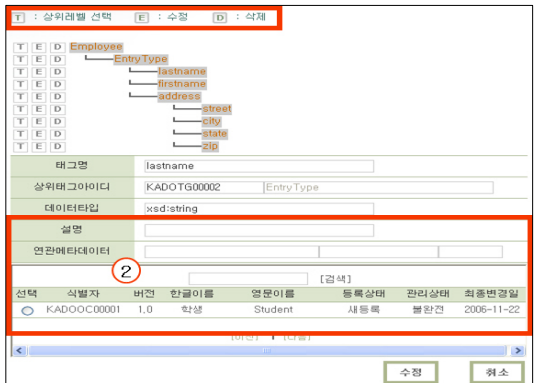 T : 상위레벨 선택 E : 수정 D : 삭제
T E D Employee
T E D EntryType
T E D lastname
T E D firstname
T E D address
T E D street
T E D city
T E D state
T E D zip
태그명 lastname
상위태그아이디 KADOTG00002 EntryType
데이터타입 xsd:string
설명
연관메타데이터
②
[검색]
선택 식별자 버전 한글이름 영문이름 등록상태 관리상태 최종변경일
KADOOC00001 1.0 학생 Student 새등록 불완전 2006-11-22
[이전] 1 [다음]
수정 취소